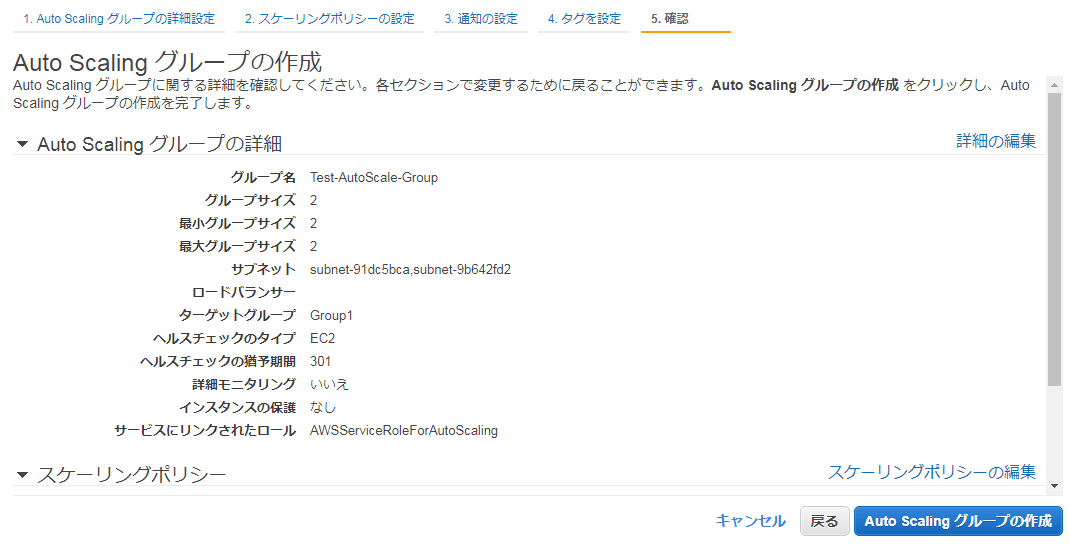 1. Auto Scaling グループの詳細設定 2. スケーリングポリシーの設定 3. 通知の設定 4. タグを設定 5. 確認
Auto Scaling グループの作成
Auto Scaling グループに関する詳細を確認してください。各セクションで変更するために戻ることができます。Auto Scaling グループの作成 をクリックし、Auto
Scaling グループの作成を完了します。
Auto Scaling グループの詳細 詳細の編集
グループ名 Test-AutoScale-Group
グループサイズ 2
最小グループサイズ 2
最大グループサイズ 2
サブネット subnet-91dc5bca,subnet-9b642fd2
ロードバランサー
ターゲットグループ Group1
ヘルスチェックのタイプ EC2
ヘルスチェックの猶予期間 301
詳細モニタリング いいえ
インスタンスの保護 なし
サービスにリンクされたロール AWSServiceRoleForAutoScaling
スケーリングポリシー スケーリングポリシーの編集
キャンセル 戻る Auto Scaling グループの作成